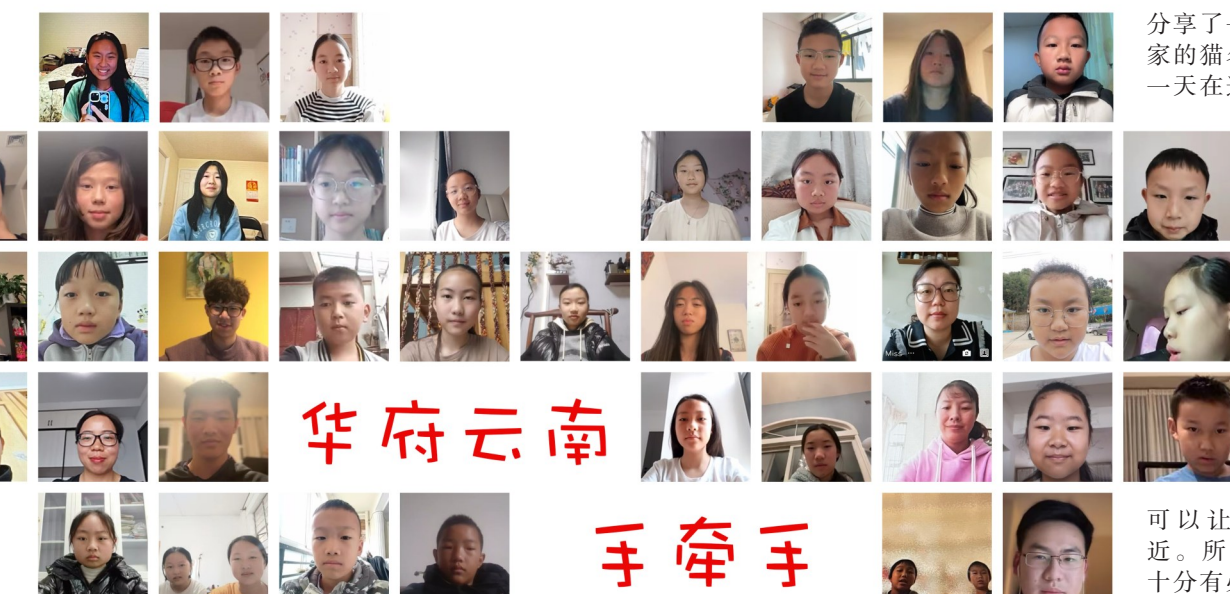 分享了
家的猫
一天在
华府云南
手牵手
Miss
可以让
近。所
十分有